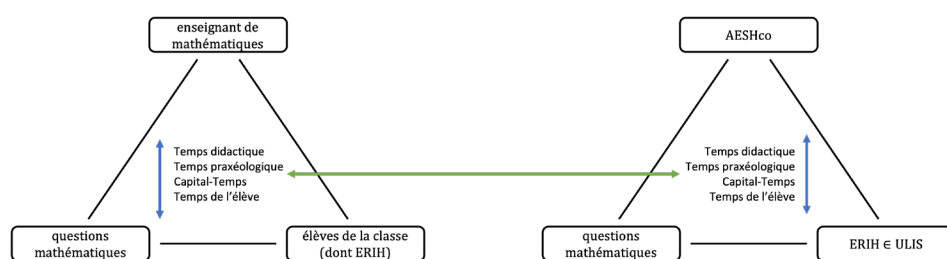 enseignant de
mathématiques
AESHco
Temps didactique
Temps praxéologique
Capital-Temps
Temps de l'élève
Temps didactique
Temps praxéologique
Capital-Temps
Temps de l'élève
questions
mathématiques
élèves de la classe
(dont ERIH)
questions
mathématiques
ERIH ∈ ULIS